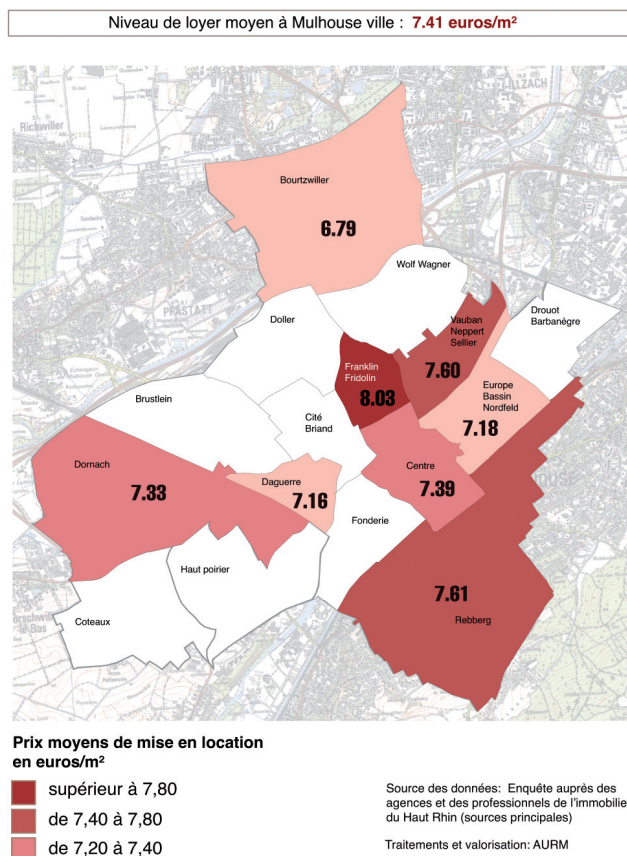 Niveau de loyer moyen à Mulhouse ville : 7.41 euros/m²
Richwiller
Bourtzwiller
6.79
Wolf Wagner
PFASTATT
Doller
Drouot
Barbanègre
Vauban
Neppert
Sellier
7.60
Franklin
Fridolin
8.03
Europe
Bassin
Nordfeld
7.18
Brustlein
Cité
Briand
Dornach
7.33
Daguerre
7.16
Centre
7.39
Fonderie
Haut poirier
7.61
Rebberg
Coteaux
Prix moyens de mise en location
en euros/m²
supérieur à 7,80
de 7,40 à 7,80
de 7,20 à 7,40
Source des données: Enquête auprès des
agences et des professionnels de l'immobilie
du Haut Rhin (sources principales)
Traitements et valorisation: AURM